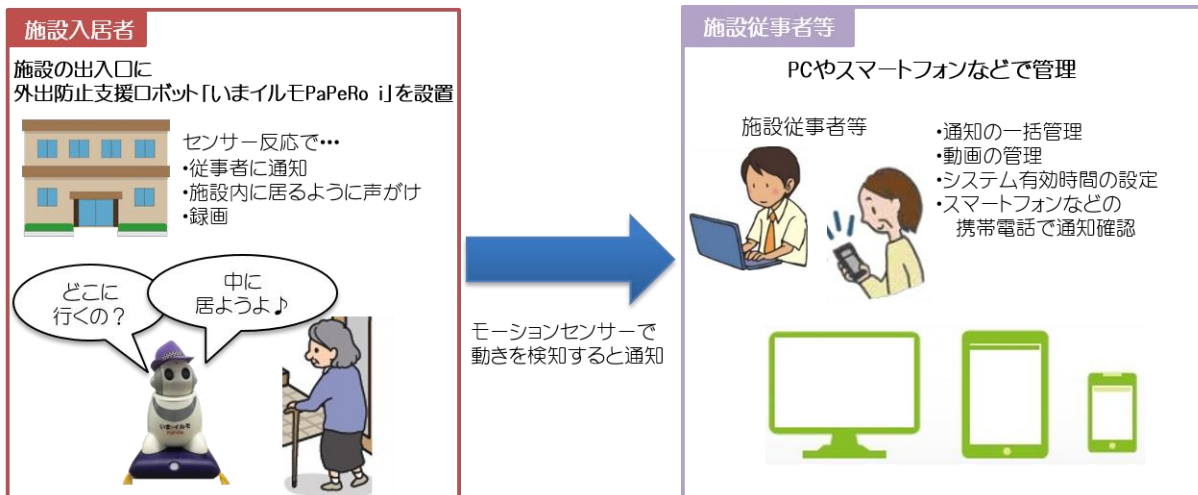 施設入居者
施設の出入口に
外出防止支援ロボット「いまイルモPaPeRo i」を設置
センサー反応で・・・
・従事者に通知
・施設内に居るように声がけ
・録画
どこに
行くの？
中に
居ようよ♪
いま・イルモ
PaPeRo
モーションセンサーで
動きを検知すると通知
施設従事者等
PCやスマートフォンなどで管理
施設従事者等
・通知の一括管理
・動画の管理
・システム有効時間の設定
・スマートフォンなどの
携帯電話で通知確認